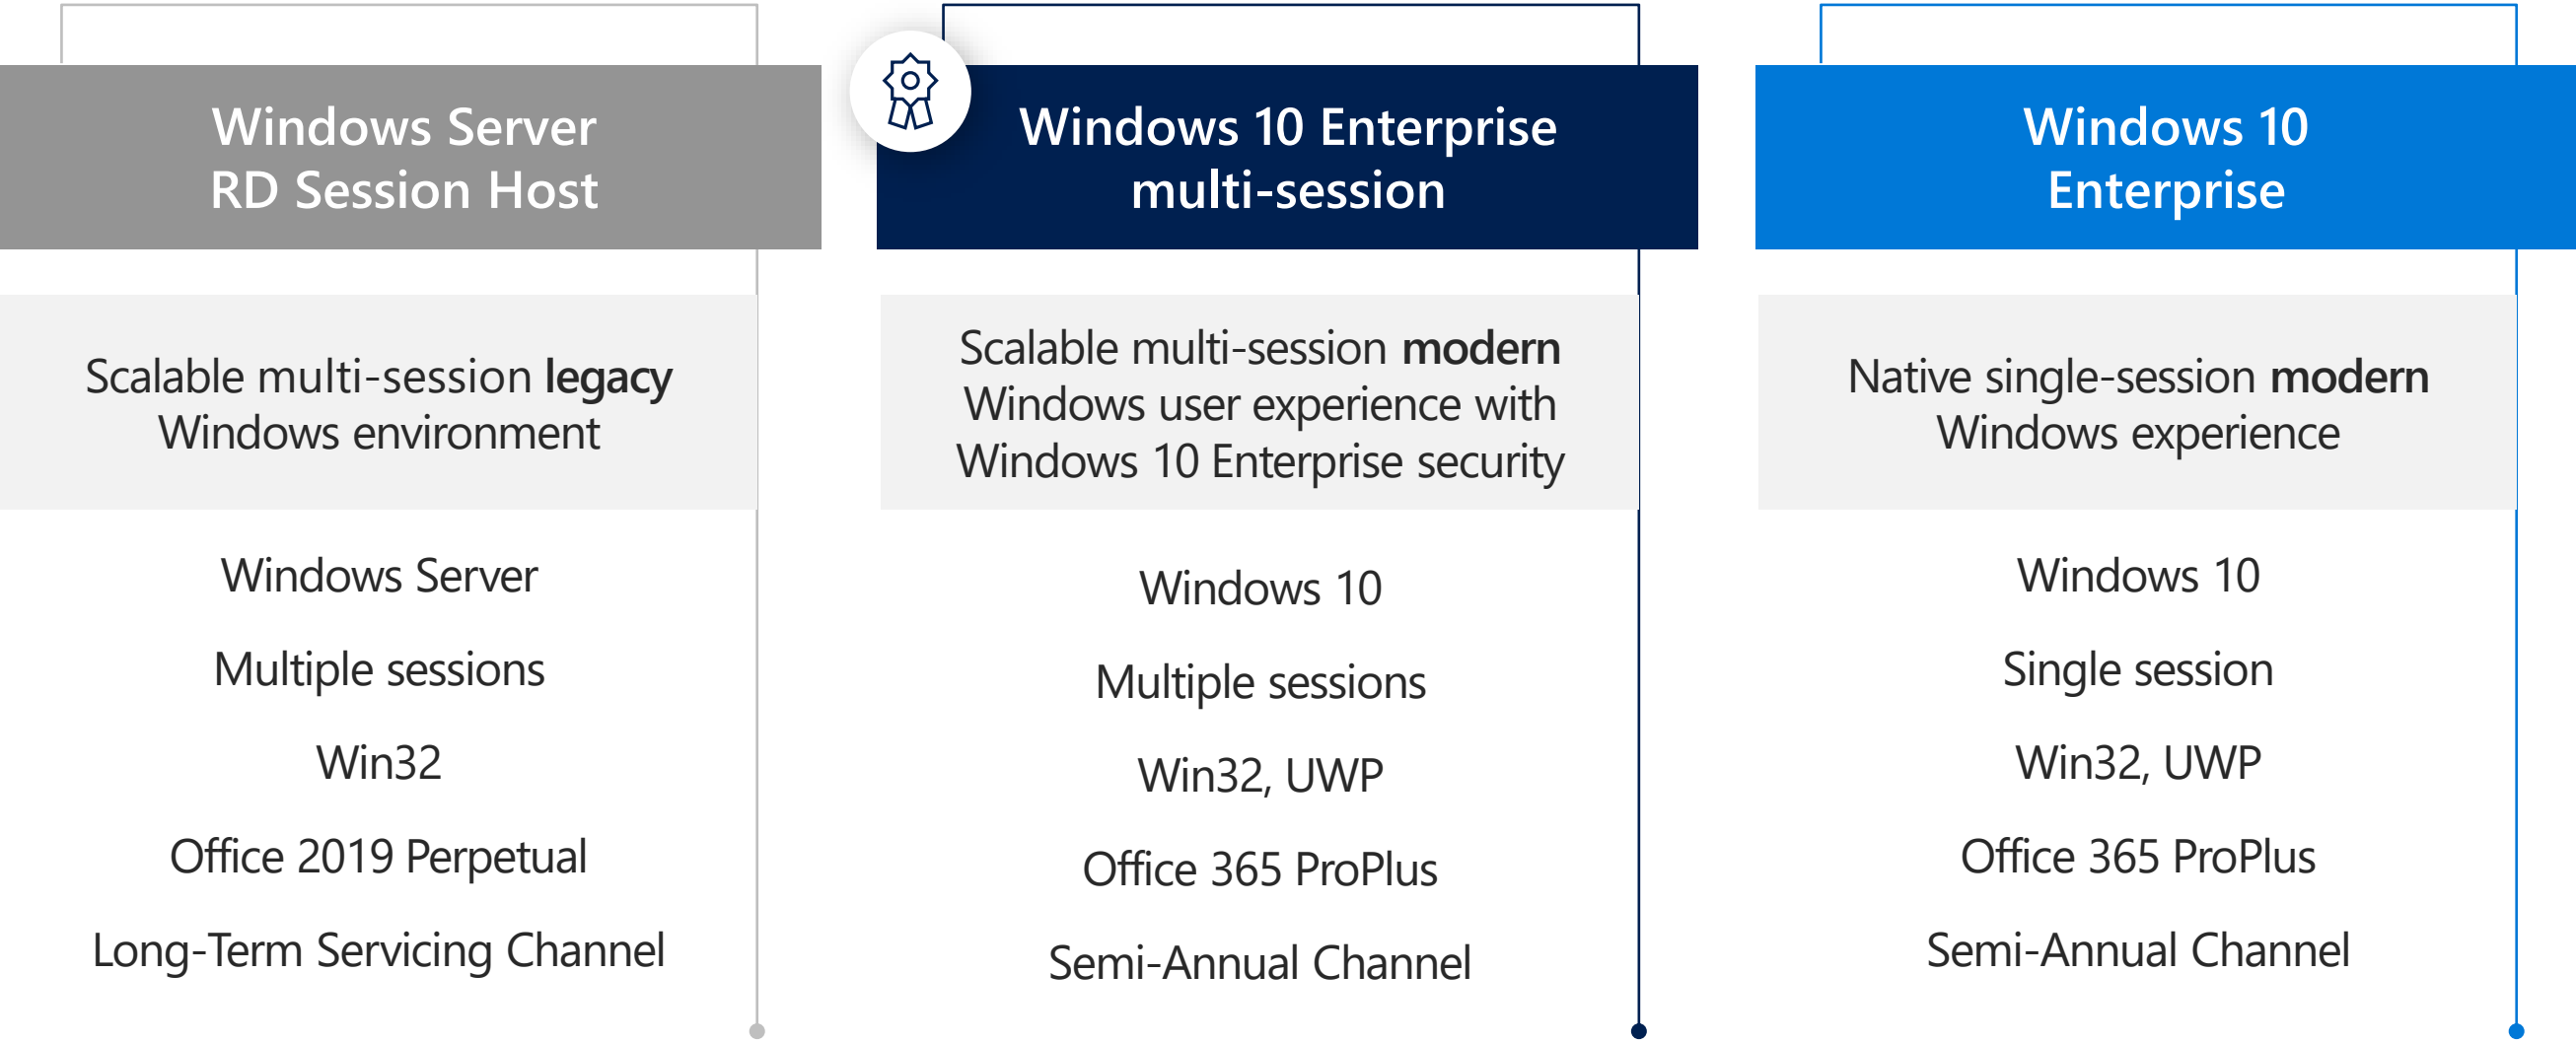 Windows Server
RD Session Host
Scalable multi-session legacy
Windows environment
Windows Server
Multiple sessions
Win32
Office 2019 Perpetual
Long-Term Servicing Channel
Windows 10 Enterprise
multi-session
Scalable multi-session modern
Windows user experience with
Windows 10 Enterprise security
Windows 10
Multiple sessions
Win32, UWP
Office 365 ProPlus
Semi-Annual Channel
Windows 10
Enterprise
Native single-session modern
Windows experience
Windows 10
Single session
Win32, UWP
Office 365 ProPlus
Semi-Annual Channel